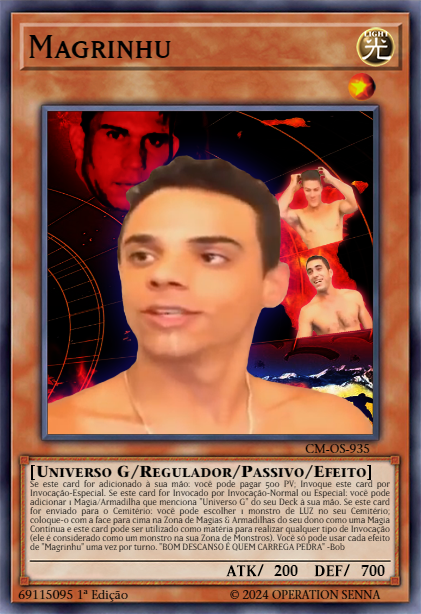 Magrinhu
LIGHT
光
CM-OS-935
[Universo G/Regulador/Passivo/Efeito]
Se este card for adicionado à sua mão: você pode pagar 500 PV; Invoque este card por
Invocação-Especial. Se este card for Invocado por Invocação-Normal ou Especial: você pode
adicionar 1 Magia/Armadilha que menciona "Universo G" do seu Deck à sua mão. Se este card
for enviado para o Cemitério: você pode escolher 1 monstro de LUZ no seu Cemitério;
coloque-o com a face para cima na Zona de Magias & Armadilhas do seu dono como uma Magia
Contínua e este card pode ser utilizado como matéria para realizar qualquer tipo de Invocação
(ele é considerado como um monstro na sua Zona de Monstros). Você só pode usar cada efeito
de "Magrinhu" uma vez por turno. "BOM DESCANSO É QUEM CARREGA PEDRA" -Bob
ATK/ 200 DEF/ 700
69115095 1ª Edição
© 2024 OPERATION SENNA